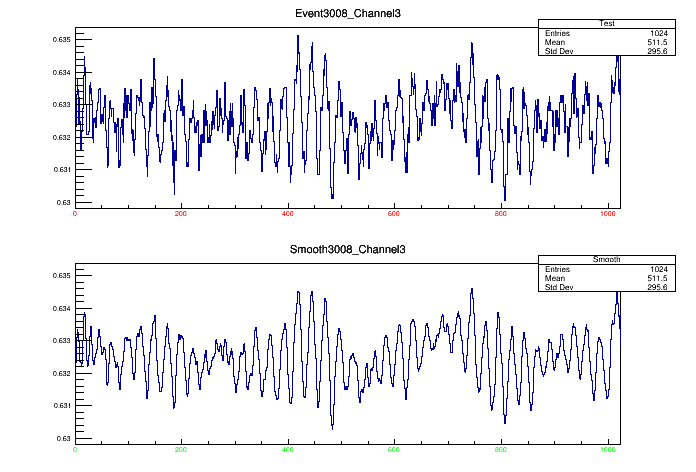 Event3008_Channel3
Test
Entries 1024
Mean 511.5
Std Dev 295.6
0.635
0.634
0.633
0.632
0.631
0.63
0 200 400 600 800 1000
Smooth3008_Channel3
Smooth
Entries 1024
Mean 511.5
Std Dev 295.6
0.635
0.634
0.633
0.632
0.631
0.63
0 200 400 600 800 1000